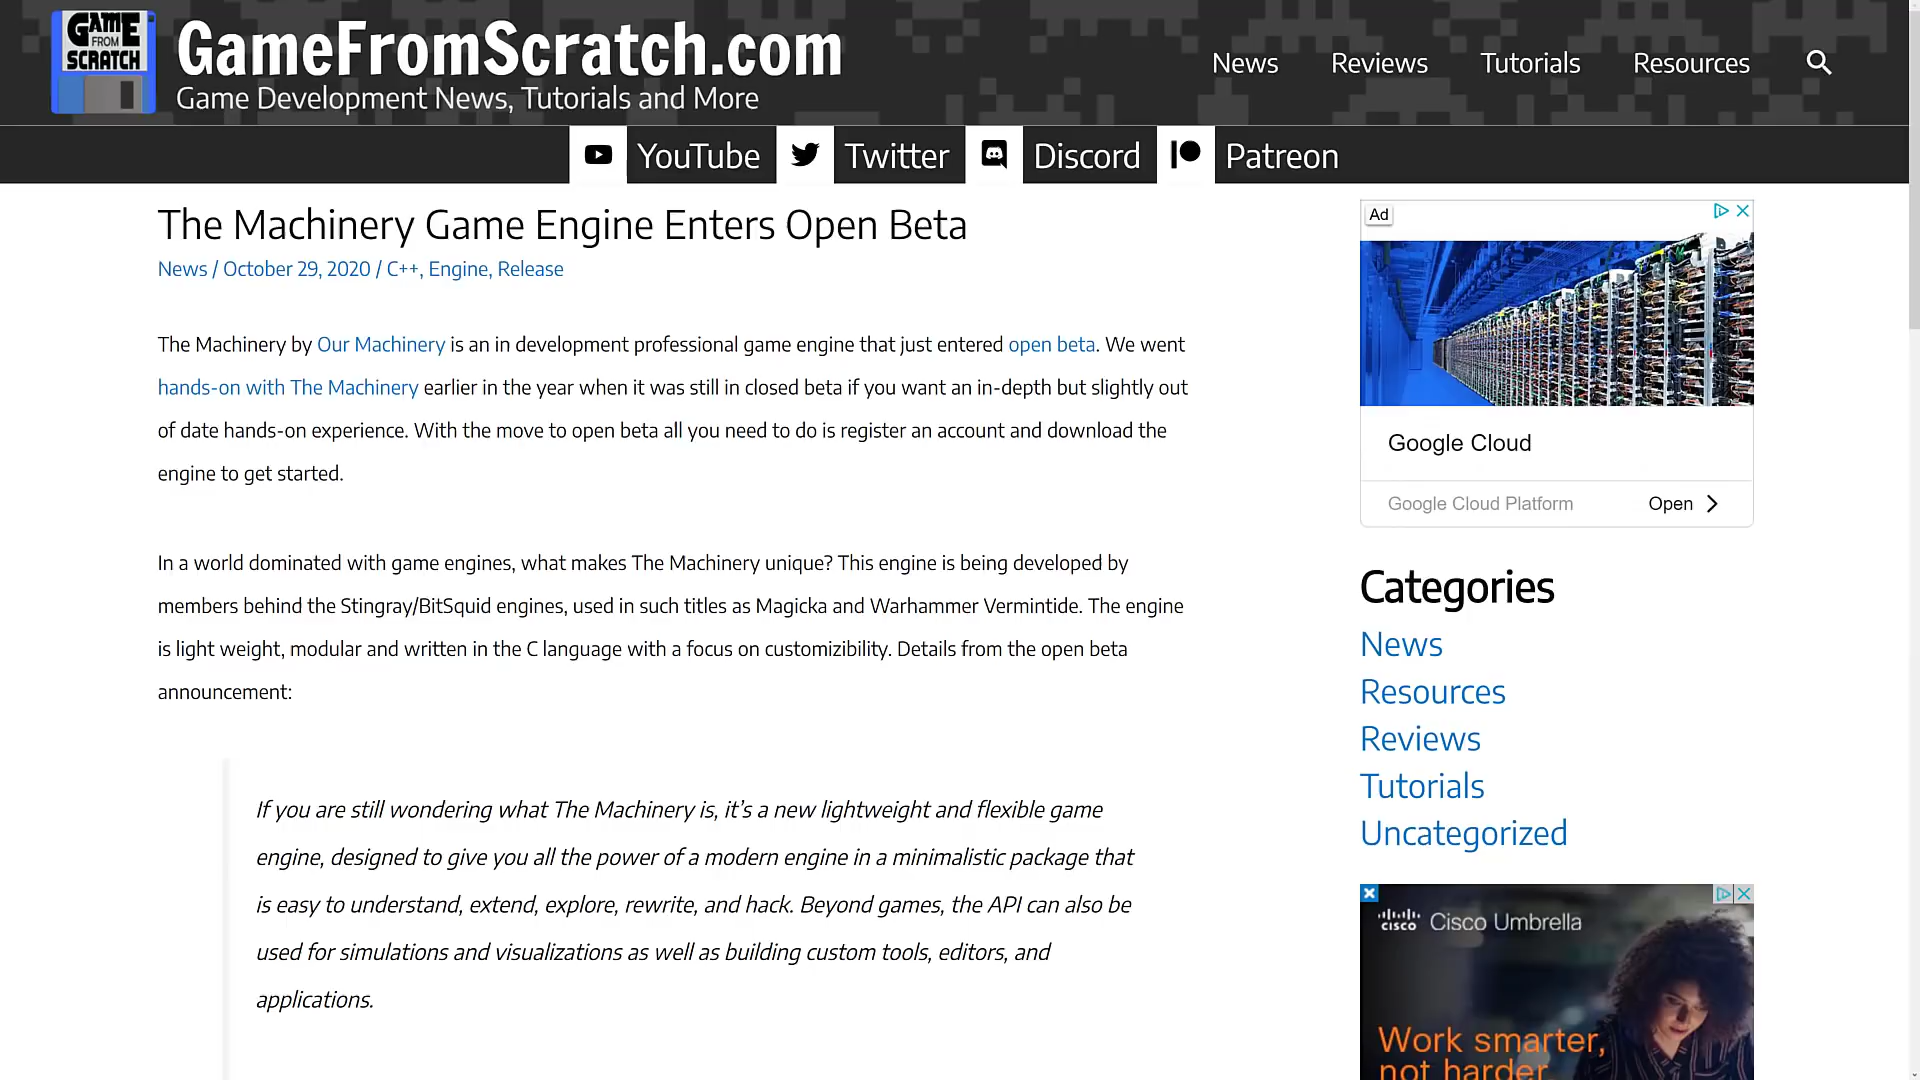 GAME
FROM
SCRATCH
GameFromScratch.com
Game Development News, Tutorials and More
News
Reviews
Tutorials
Resources
YouTube
Twitter
Discord
Patreon
The Machinery Game Engine Enters Open Beta
News / October 29, 2020 / C++, Engine, Release
The Machinery by Our Machinery is an in development professional game engine that just entered open beta. We went
hands-on with The Machinery earlier in the year when it was still in closed beta if you want an in-depth but slightly out
of date hands-on experience. With the move to open beta all you need to do is register an account and download the
engine to get started.
In a world dominated with game engines, what makes The Machinery unique? This engine is being developed by
members behind the Stingray/BitSquid engines, used in such titles as Magicka and Warhammer Vermintide. The engine
is light weight, modular and written in the C language with a focus on customizibility. Details from the open beta
announcement:
If you are still wondering what The Machinery is, it's a new lightweight and flexible game
engine, designed to give you all the power of a modern engine in a minimalistic package that
is easy to understand, extend, explore, rewrite, and hack. Beyond games, the API can also be
used for simulations and visualizations as well as building custom tools, editors, and
applications.
Ad
Google Cloud
Google Cloud Platform
Open
Categories
News
Resources
Reviews
Tutorials
Uncategorized
CISCO
Cisco Umbrella
Work smarter,
not harder.